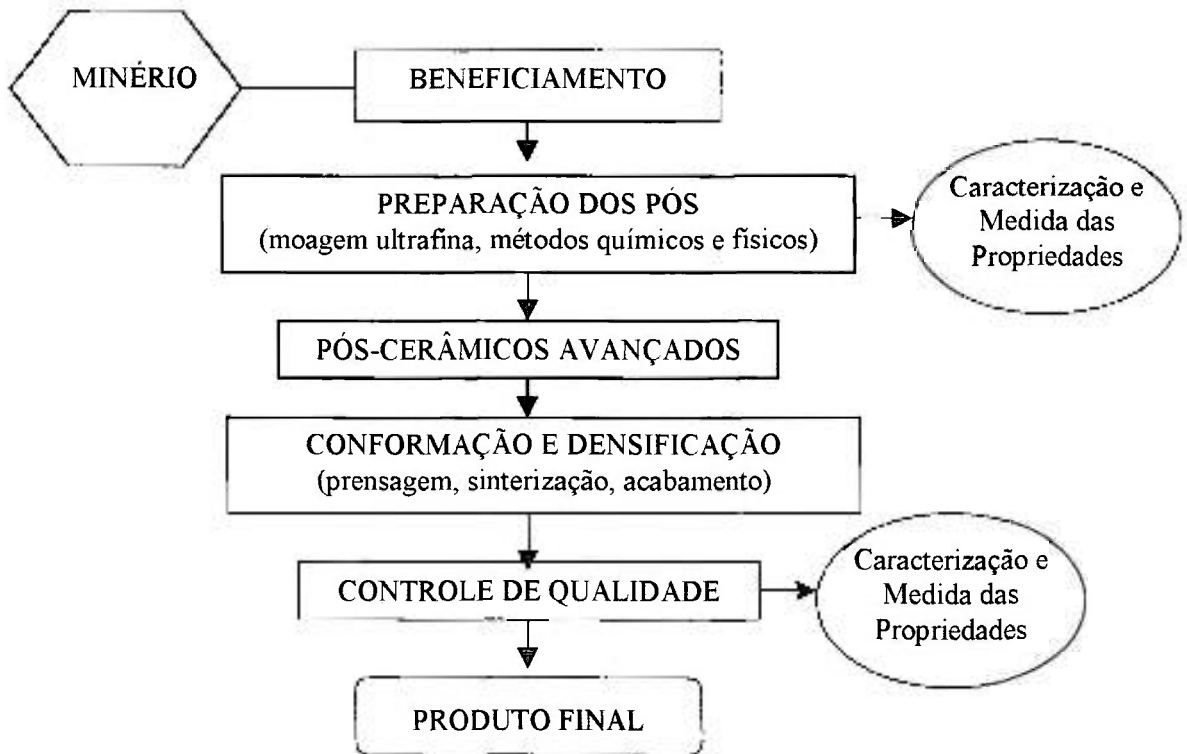 MINÉRIO
BENEFICIAMENTO
PREPARAÇÃO DOS PÓS
(moagem ultrafina, métodos químicos e físicos)
Caracterização e
Medida das
Propriedades
PÓS-CERÂMICOS AVANÇADOS
CONFORMAÇÃO E DENSIFICAÇÃO
(prensagem, sinterização, acabamento)
CONTROLE DE QUALIDADE
Caracterização e
Medida das
Propriedades
PRODUTO FINAL